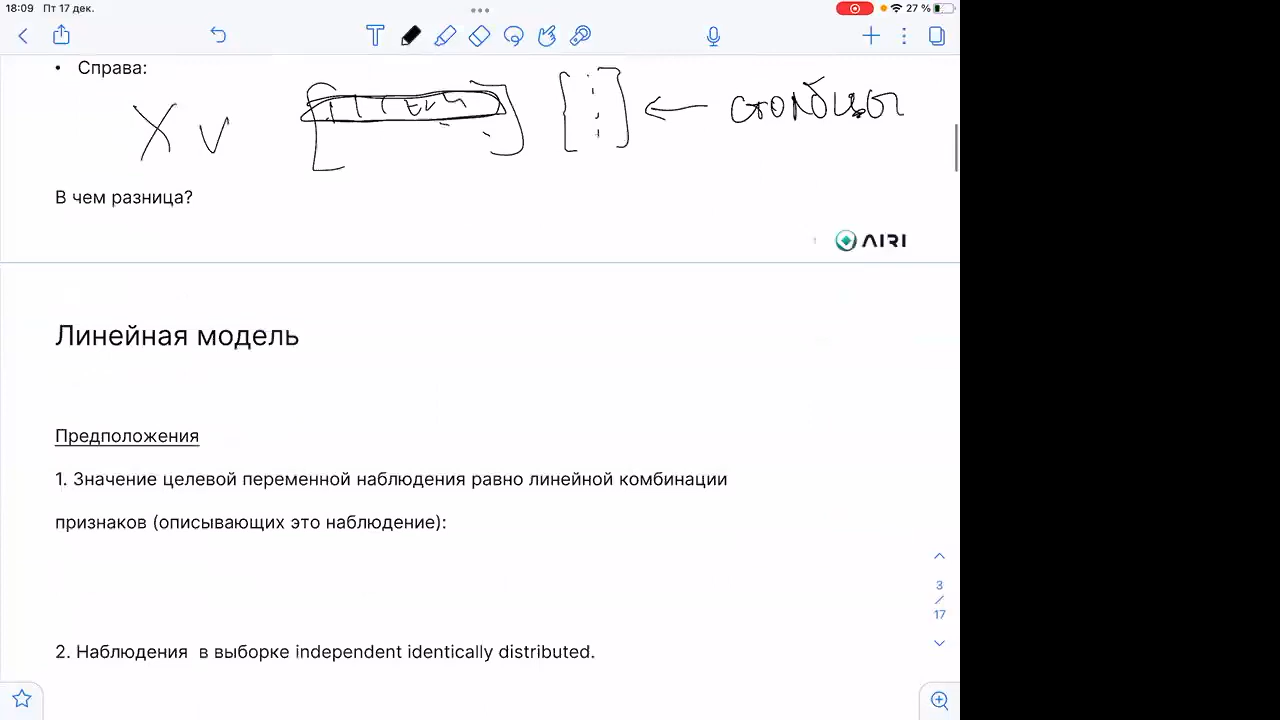 18:09 Пт 17 дек.
27 %
• Справа:
X v
← столбцы
В чем разница?
1
AIRI
Линейная модель
Предположения
1. Значение целевой переменной наблюдения равно линейной комбинации
признаков (описывающих это наблюдение):
3
/
17
2. Наблюдения в выборке independent identically distributed.